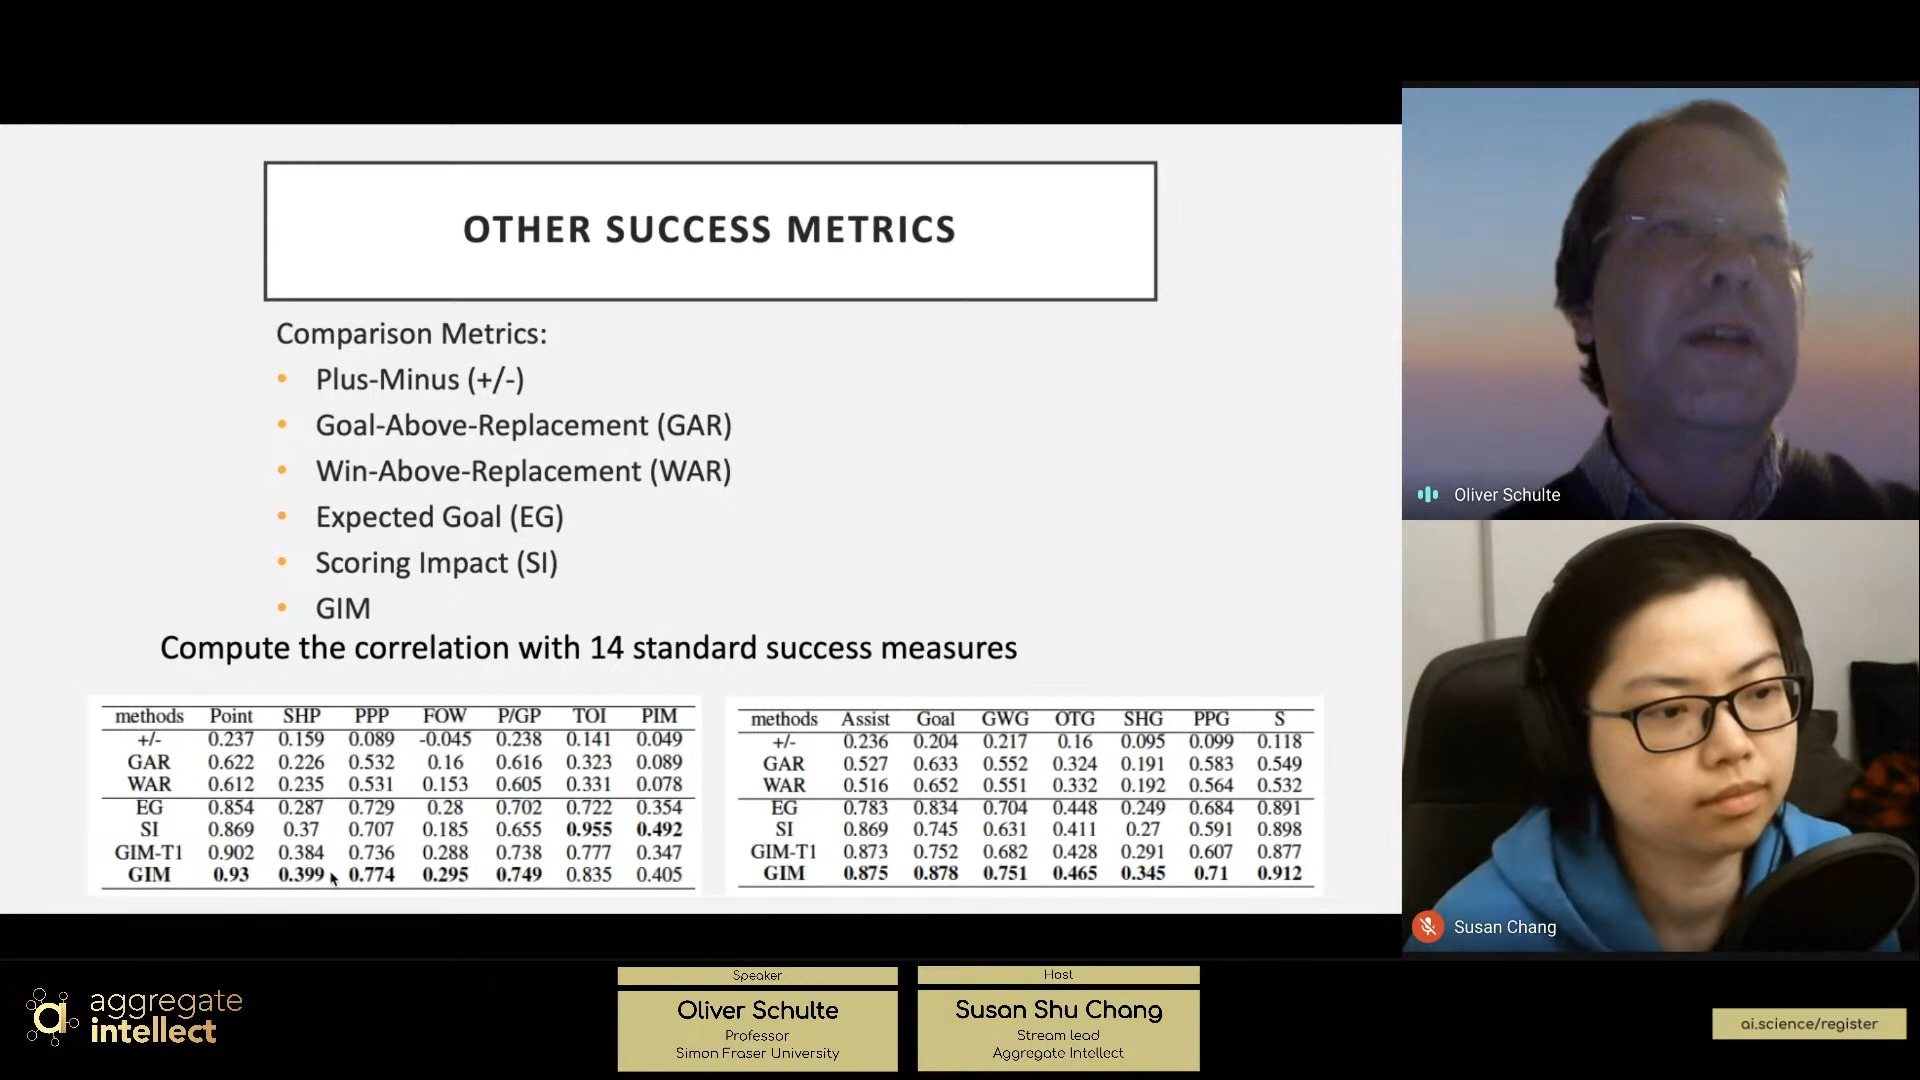 OTHER SUCCESS METRICS
Comparison Metrics:
• Plus-Minus (+/-)
• Goal-Above-Replacement (GAR)
• Win-Above-Replacement (WAR)
• Expected Goal (EG)
• Scoring Impact (SI)
• GIM
Compute the correlation with 14 standard success measures
methods Point SHP PPP FOW P/GP TOI PIM
+/- 0.237 0.159 0.089 -0.045 0.238 0.141 0.049
GAR 0.622 0.226 0.532 0.16 0.616 0.323 0.089
WAR 0.612 0.235 0.531 0.153 0.605 0.331 0.078
EG 0.854 0.287 0.729 0.28 0.702 0.722 0.354
SI 0.869 0.37 0.707 0.185 0.655 0.955 0.492
GIM-T1 0.902 0.384 0.736 0.288 0.738 0.777 0.347
GIM 0.93 0.399 0.774 0.295 0.749 0.835 0.405
methods Assist Goal GWG OTG SHG PPG S
+/- 0.236 0.204 0.217 0.16 0.095 0.099 0.118
GAR 0.527 0.633 0.552 0.324 0.191 0.583 0.549
WAR 0.516 0.652 0.551 0.332 0.192 0.564 0.532
EG 0.783 0.834 0.704 0.448 0.249 0.684 0.891
SI 0.869 0.745 0.631 0.411 0.27 0.591 0.898
GIM-T1 0.873 0.752 0.682 0.428 0.291 0.607 0.877
GIM 0.875 0.878 0.751 0.465 0.345 0.71 0.912
Oliver Schulte
Susan Chang
aggregate
intellect
Speaker
Oliver Schulte
Professor
Simon Fraser University
Host
Susan Shu Chang
Stream lead
Aggregate Intellect
ai.science/register